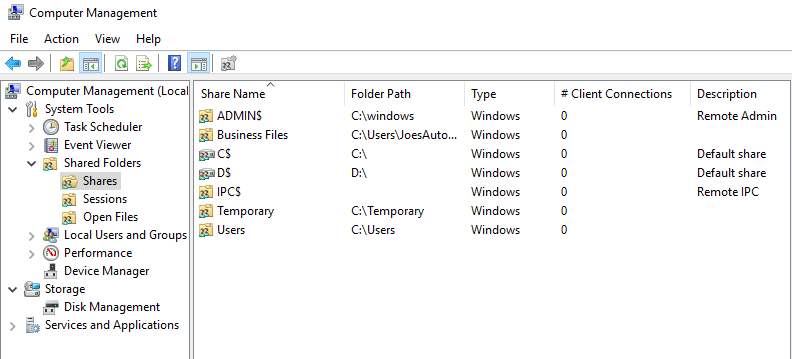 Computer Management
File Action View Help
Computer Management (Local
System Tools
Task Scheduler
Event Viewer
Shared Folders
Shares
Sessions
Open Files
Local Users and Groups
Performance
Device Manager
Storage
Disk Management
Services and Applications
Share Name Folder Path Type # Client Connections Description
ADMIN$ C:\windows Windows 0 Remote Admin
Business Files C:\Users\JoesAuto... Windows 0
C$ C:\ Windows 0 Default share
D$ D:\ Windows 0 Default share
IPC$ Windows 0 Remote IPC
Temporary C:\Temporary Windows 0
Users C:\Users Windows 0